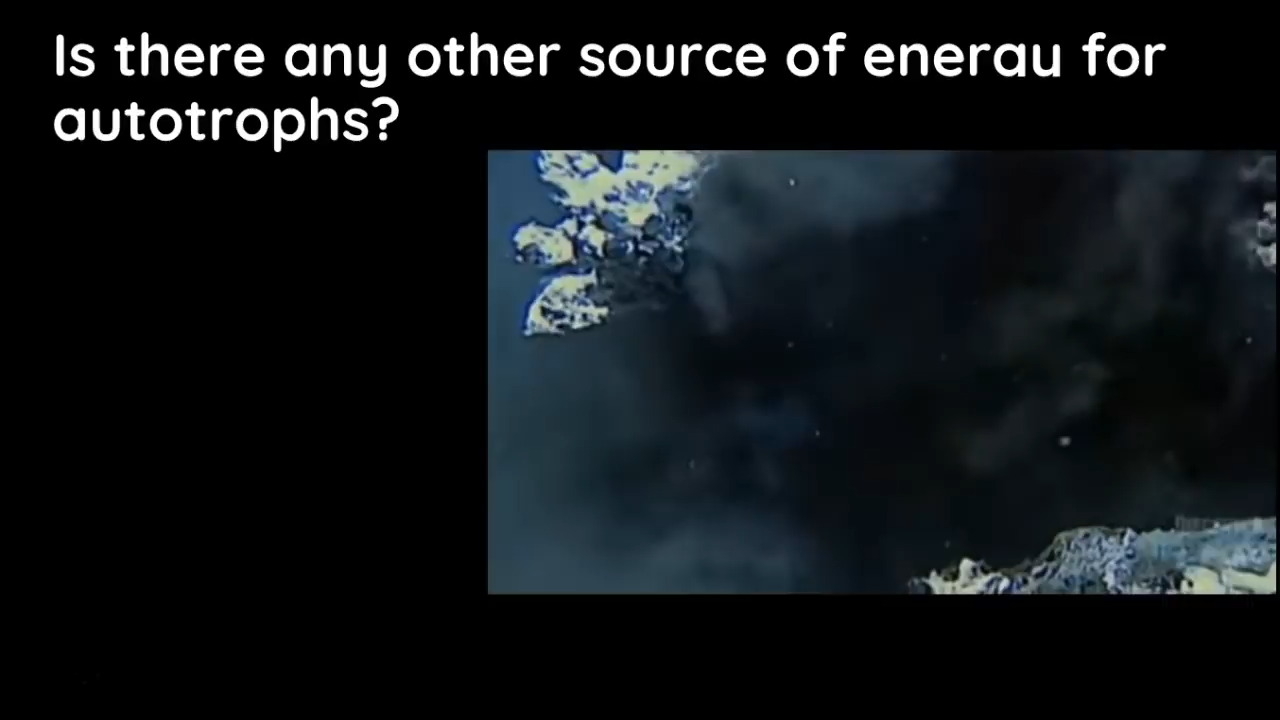 Is there any other source of enerau for
autotrophs?